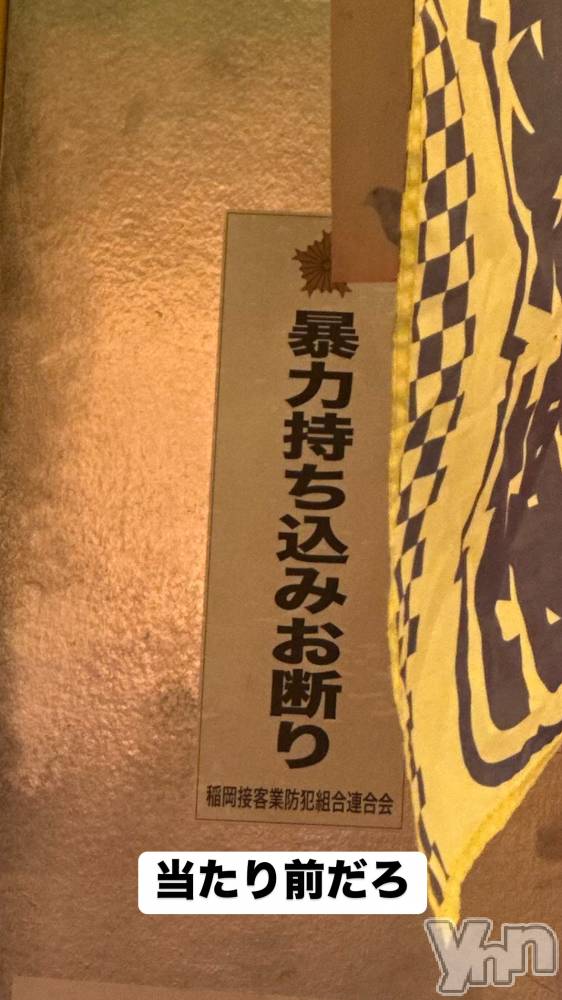 暴力持ち込みお断り
稲岡接客業防犯組合連合会
当たり前だろ